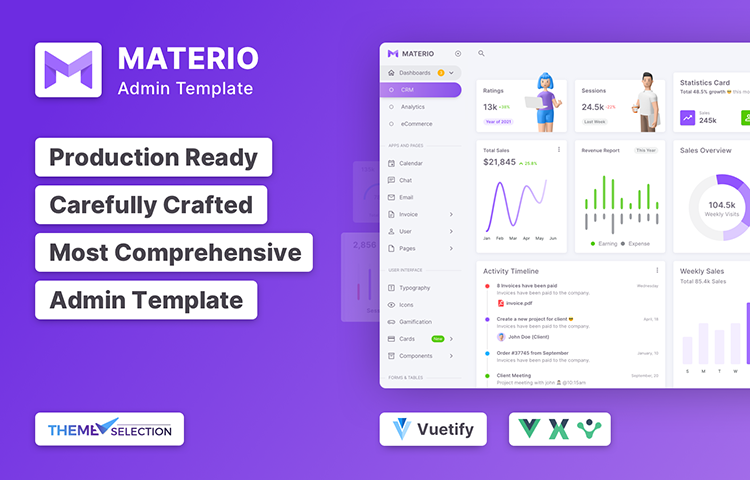 MATERIO
Admin Template
Production Ready
Carefully Crafted
Most Comprehensive
Admin Template
THEME SELECTION
Vuetify
MATERIO
Dashboards
CRM
Analytics
eCommerce
APPS AND PAGES
Calendar
Chat
Email
Invoice
User
Pages
USER INTERFACE
Typography
Icons
Gamification
Cards New
Components
FORMS & TABLES
Ratings
13k +28%
Year of 2021
Sessions
24.5k -22%
Last Week
Statistics Card
Total 48.5% growth 😎 this
Sales
245k
Total Sales
$21,845
Jan Feb Mar Apr May Jun
Revenue Report This Year
Earning Expense
Sales Overview
104.5k
Weekly Visits
2,856
Activity Timeline
8 Invoices have been paid Wednesday
Invoices have been paid to the company.
Invoice.pdf
Create a new project for client 😎 April, 18
Invoices have been paid to the company.
John Doe (Client)
Order #37745 from September January, 10
Invoices have been paid to the company.
Client Meeting September, 20
Project meeting with john @10:15am
Weekly Sales
Total 85.4k Sales
S M T W